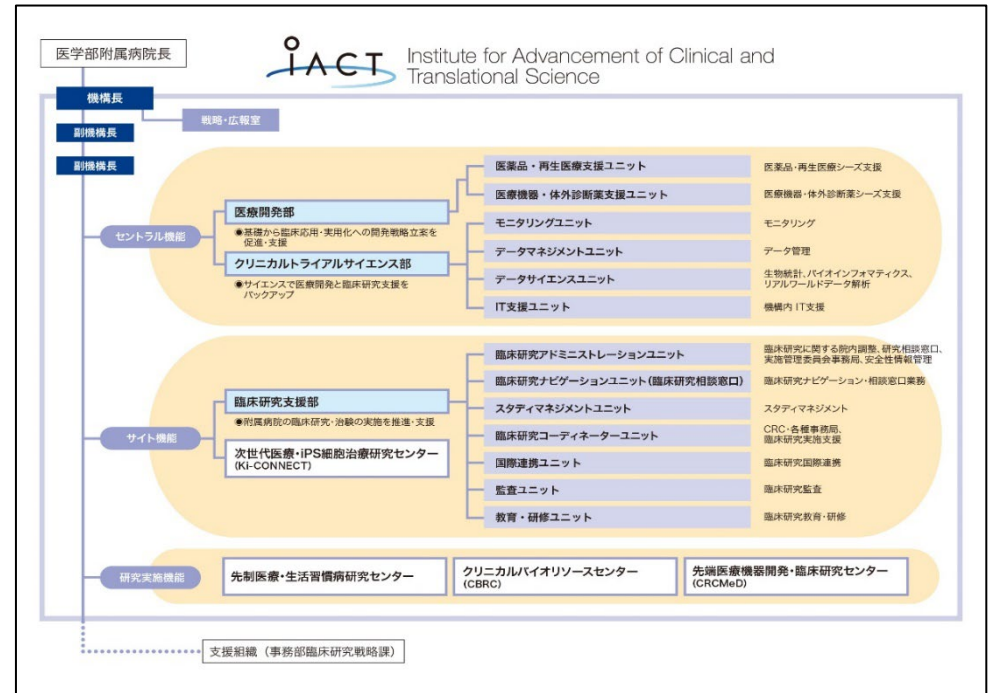 医学部附属病院長
iACT
Institute for Advancement of Clinical and
Translational Science
機構長
戦略・広報室
副機構長
副機構長
セントラル機能
医療開発部
●基礎から臨床応用・実用化への開発戦略立案を
促進・支援
クリニカルトライアルサイエンス部
●サイエンスで医療開発と臨床研究支援を
バックアップ
医薬品・再生医療支援ユニット
医薬品・再生医療シーズ支援
医療機器・体外診断薬支援ユニット
医療機器・体外診断薬シーズ支援
モニタリングユニット
モニタリング
データマネジメントユニット
データ管理
データサイエンスユニット
生物統計、バイオインフォマティクス、
リアルワールドデータ解析
IT支援ユニット
機構内 IT支援
サイト機能
臨床研究支援部
●附属病院の臨床研究・治験の実施を推進・支援
次世代医療・iPS細胞治療研究センター
(Ki-CONNECT)
臨床研究アドミニストレーションユニット
臨床研究に関する院内調整、研究相談窓口、
実施管理委員会事務局、安全性情報管理
臨床研究ナビゲーションユニット(臨床研究相談窓口)
臨床研究ナビゲーション・相談窓口業務
スタディマネジメントユニット
スタディマネジメント
臨床研究コーディネーターユニット
CRC・各種事務局、
臨床研究実施支援
国際連携ユニット
臨床研究国際連携
監査ユニット
臨床研究監査
教育・研修ユニット
臨床研究教育・研修
研究実施機能
先制医療・生活習慣病研究センター
クリニカルバイオリソースセンター
(CBRC)
先端医療機器開発・臨床研究センター
(CRCMeD)
支援組織（事務部臨床研究戦略課）